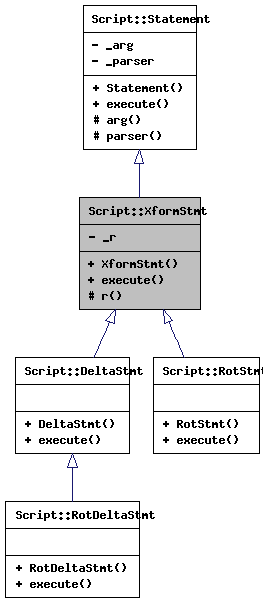 Script::Statement
- _arg
- _parser
+ Statement()
+ execute()
# arg()
# parser()
Script::XformStmt
- _r
+ XformStmt()
+ execute()
# r()
Script::DeltaStmt
+ DeltaStmt()
+ execute()
Script::RotStmt
+ RotStmt()
+ execute()
Script::RotDeltaStmt
+ RotDeltaStmt()
+ execute()